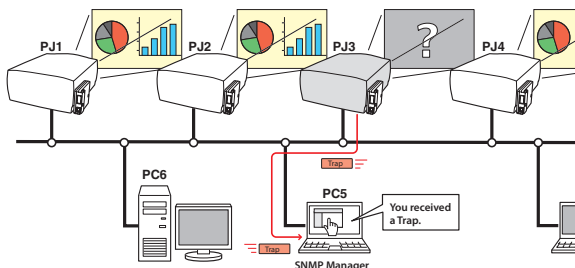 PJ1
PJ2
PJ3
PJ4
?
Trap
PC6
PC5
You received
a Trap.
Trap
SNMP Manager